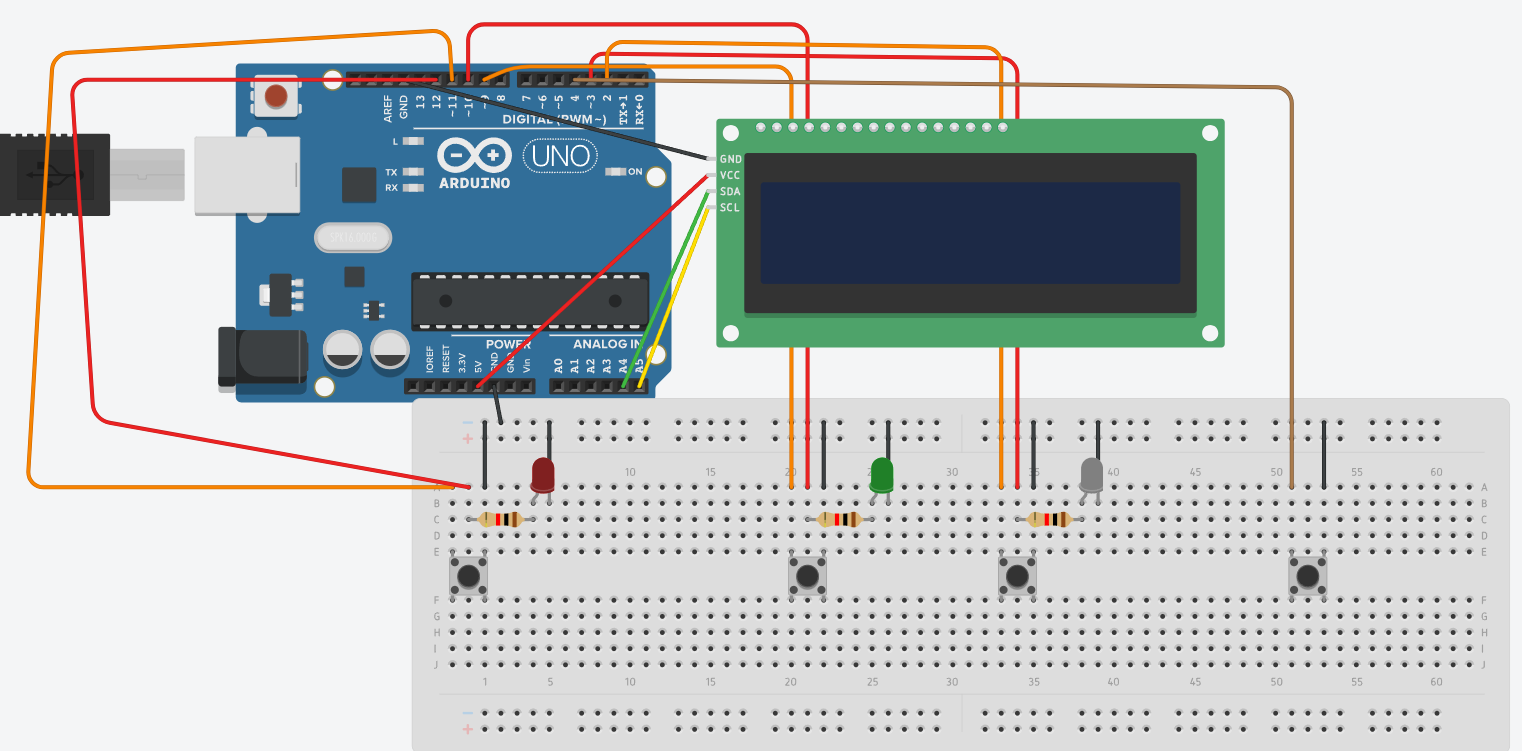 AREF
GND
13
12
~11
~10
~9
8
7
~6
~5
4
~3
2
TX→1
RX←0
DIGITAL (PWM~)
L
TX
RX
ARDUINO
UNO
ON
GND
VCC
SDA
SCL
IOREF
RESET
3.3V
5V
GND
GND
Vin
POWER
ANALOG IN
A0
A1
A2
A3
A4
A5
10 15 20 25 30 35 40 45 50 55 60
A A
B B
C C
D D
E E
F F
G G
H H
I I
J J
1 5 10 15 20 25 30 35 40 45 50 55 60